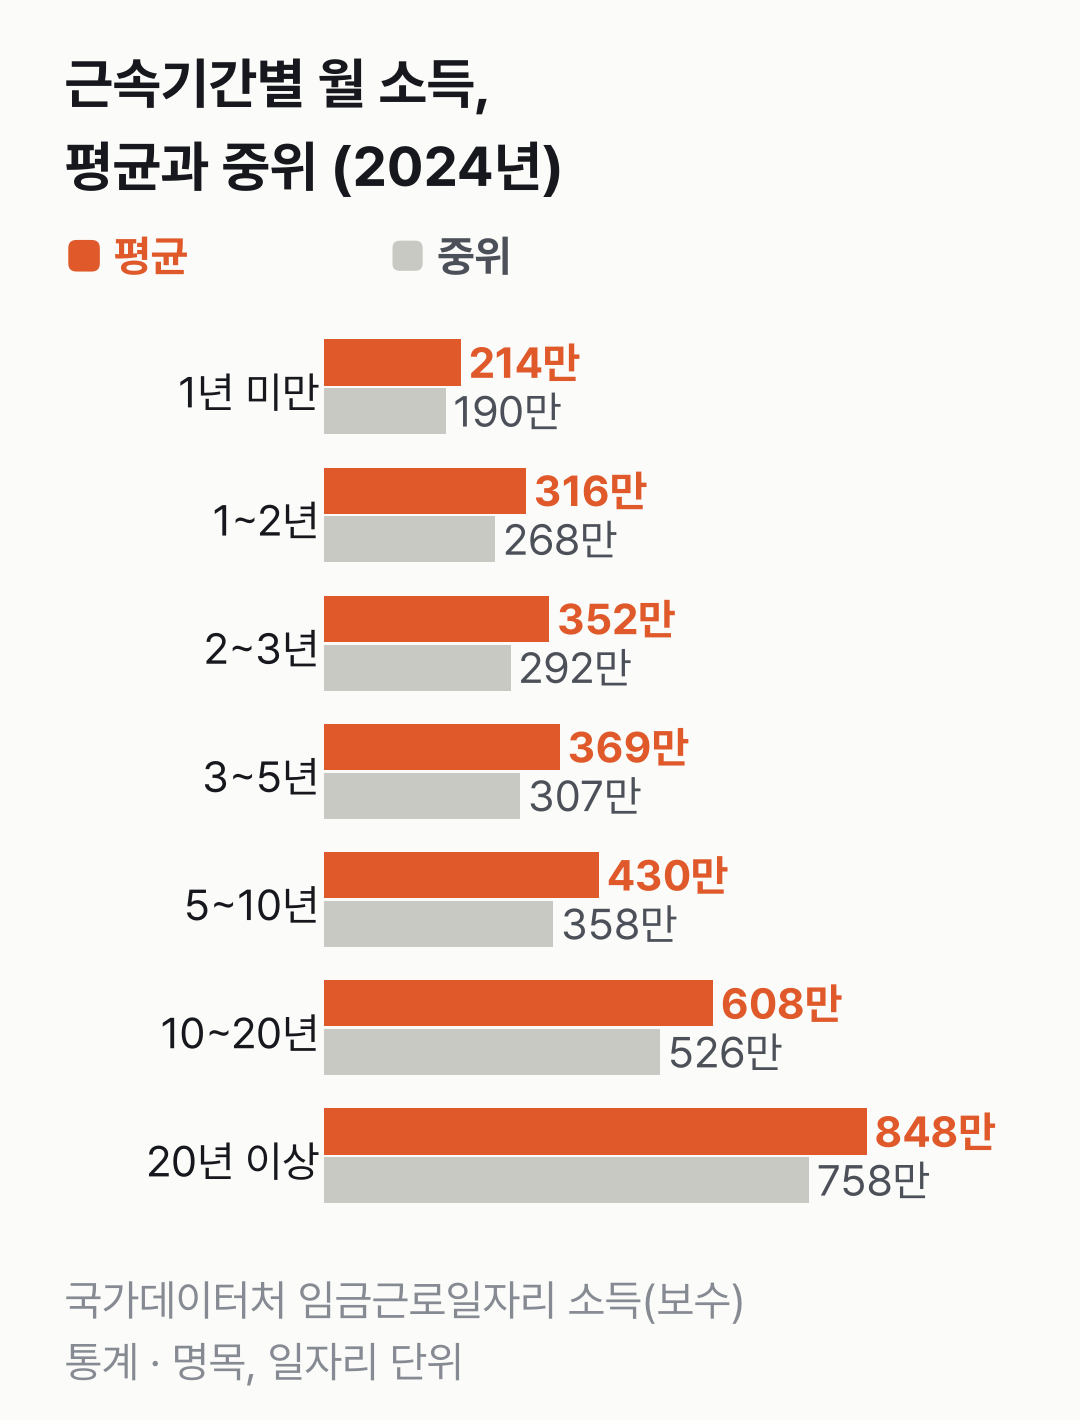 근속기간별 월 소득,
평균과 중위 (2024년)
평균 중위
1년 미만 214만
190만
1~2년 316만
268만
2~3년 352만
292만
3~5년 369만
307만
5~10년 430만
358만
10~20년 608만
526만
20년 이상 848만
758만
국가데이터처 임금근로일자리 소득(보수)
통계 · 명목, 일자리 단위